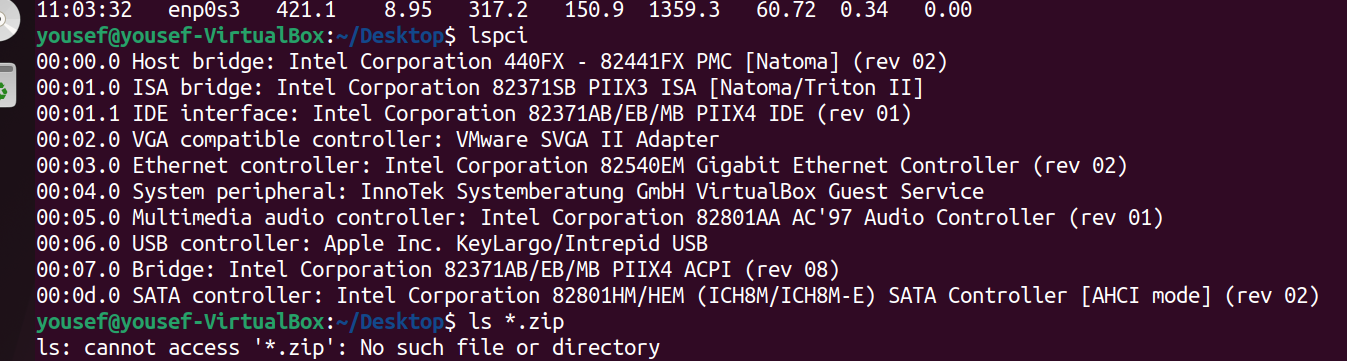 11:03:32   enp0s3   421.1    8.95   317.2   150.9  1359.3   60.72  0.34   0.00
yousef@yousef-VirtualBox:~/Desktop$ lspci
00:00.0 Host bridge: Intel Corporation 440FX - 82441FX PMC [Natoma] (rev 02)
00:01.0 ISA bridge: Intel Corporation 82371SB PIIX3 ISA [Natoma/Triton II]
00:01.1 IDE interface: Intel Corporation 82371AB/EB/MB PIIX4 IDE (rev 01)
00:02.0 VGA compatible controller: VMware SVGA II Adapter
00:03.0 Ethernet controller: Intel Corporation 82540EM Gigabit Ethernet Controller (rev 02)
00:04.0 System peripheral: InnoTek Systemberatung GmbH VirtualBox Guest Service
00:05.0 Multimedia audio controller: Intel Corporation 82801AA AC'97 Audio Controller (rev 01)
00:06.0 USB controller: Apple Inc. KeyLargo/Intrepid USB
00:07.0 Bridge: Intel Corporation 82371AB/EB/MB PIIX4 ACPI (rev 08)
00:0d.0 SATA controller: Intel Corporation 82801HM/HEM (ICH8M/ICH8M-E) SATA Controller [AHCI mode] (rev 02)
yousef@yousef-VirtualBox:~/Desktop$ ls *.zip
ls: cannot access '*.zip': No such file or directory